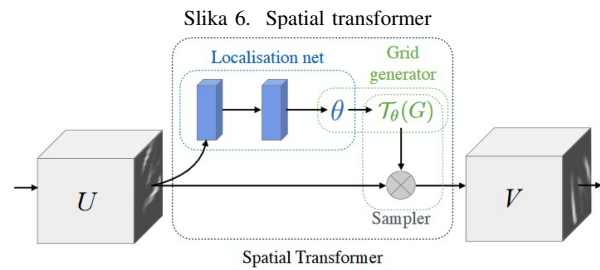 Slika 6. Spatial transformer
Localisation net
Grid
generator
θ
𝒯θ(G)
U
V
Sampler
Spatial Transformer